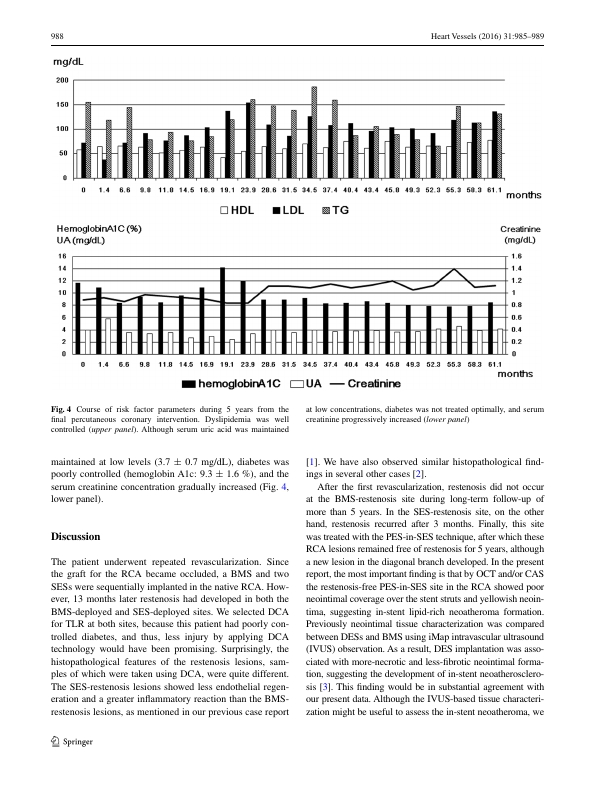 988
Heart Vessels (2016) 31:985–989
mg/dL
200
150
100
50
0
0 1.4 6.6 9.8 11.8 14.5 16.9 19.1 23.9 28.6 31.5 34.5 37.4 40.4 43.4 45.8 49.3 52.3 55.3 58.3 61.1
months
HDL LDL TG
HemoglobinA1C (%)
UA (mg/dL)
Creatinine
(mg/dL)
16 1.6
14 1.4
12 1.2
10 1
8 0.8
6 0.6
4 0.4
2 0.2
0 0
0 1.4 6.6 9.8 11.8 14.5 16.9 19.1 23.9 28.6 31.5 34.5 37.4 40.4 43.4 45.8 49.3 52.3 55.3 58.3 61.1
months
hemoglobinA1C UA Creatinine
Fig. 4 Course of risk factor parameters during 5 years from the
final percutaneous coronary intervention. Dyslipidemia was well
controlled (upper panel). Although serum uric acid was maintained
at low concentrations, diabetes was not treated optimally, and serum
creatinine progressively increased (lower panel)
maintained at low levels (3.7 ± 0.7 mg/dL), diabetes was
poorly controlled (hemoglobin A1c: 9.3 ± 1.6 %), and the
serum creatinine concentration gradually increased (Fig. 4,
lower panel).
Discussion
The patient underwent repeated revascularization. Since
the graft for the RCA became occluded, a BMS and two
SESs were sequentially implanted in the native RCA. How-
ever, 13 months later restenosis had developed in both the
BMS-deployed and SES-deployed sites. We selected DCA
for TLR at both sites, because this patient had poorly con-
trolled diabetes, and thus, less injury by applying DCA
technology would have been promising. Surprisingly, the
histopathological features of the restenosis lesions, sam-
ples of which were taken using DCA, were quite different.
The SES-restenosis lesions showed less endothelial regen-
eration and a greater inflammatory reaction than the BMS-
restenosis lesions, as mentioned in our previous case report
[1]. We have also observed similar histopathological find-
ings in several other cases [2].
After the first revascularization, restenosis did not occur
at the BMS-restenosis site during long-term follow-up of
more than 5 years. In the SES-restenosis site, on the other
hand, restenosis recurred after 3 months. Finally, this site
was treated with the PES-in-SES technique, after which these
RCA lesions remained free of restenosis for 5 years, although
a new lesion in the diagonal branch developed. In the present
report, the most important finding is that by OCT and/or CAS
the restenosis-free PES-in-SES site in the RCA showed poor
neointimal coverage over the stent struts and yellowish neoin-
tima, suggesting in-stent lipid-rich neoatheroma formation.
Previously neointimal tissue characterization was compared
between DESs and BMS using iMap intravascular ultrasound
(IVUS) observation. As a result, DES implantation was asso-
ciated with more-necrotic and less-fibrotic neointimal forma-
tion, suggesting the development of in-stent neoatherosclero-
sis [3]. This finding would be in substantial agreement with
our present data. Although the IVUS-based tissue characteri-
zation might be useful to assess the in-stent neoatheroma, we
Springer